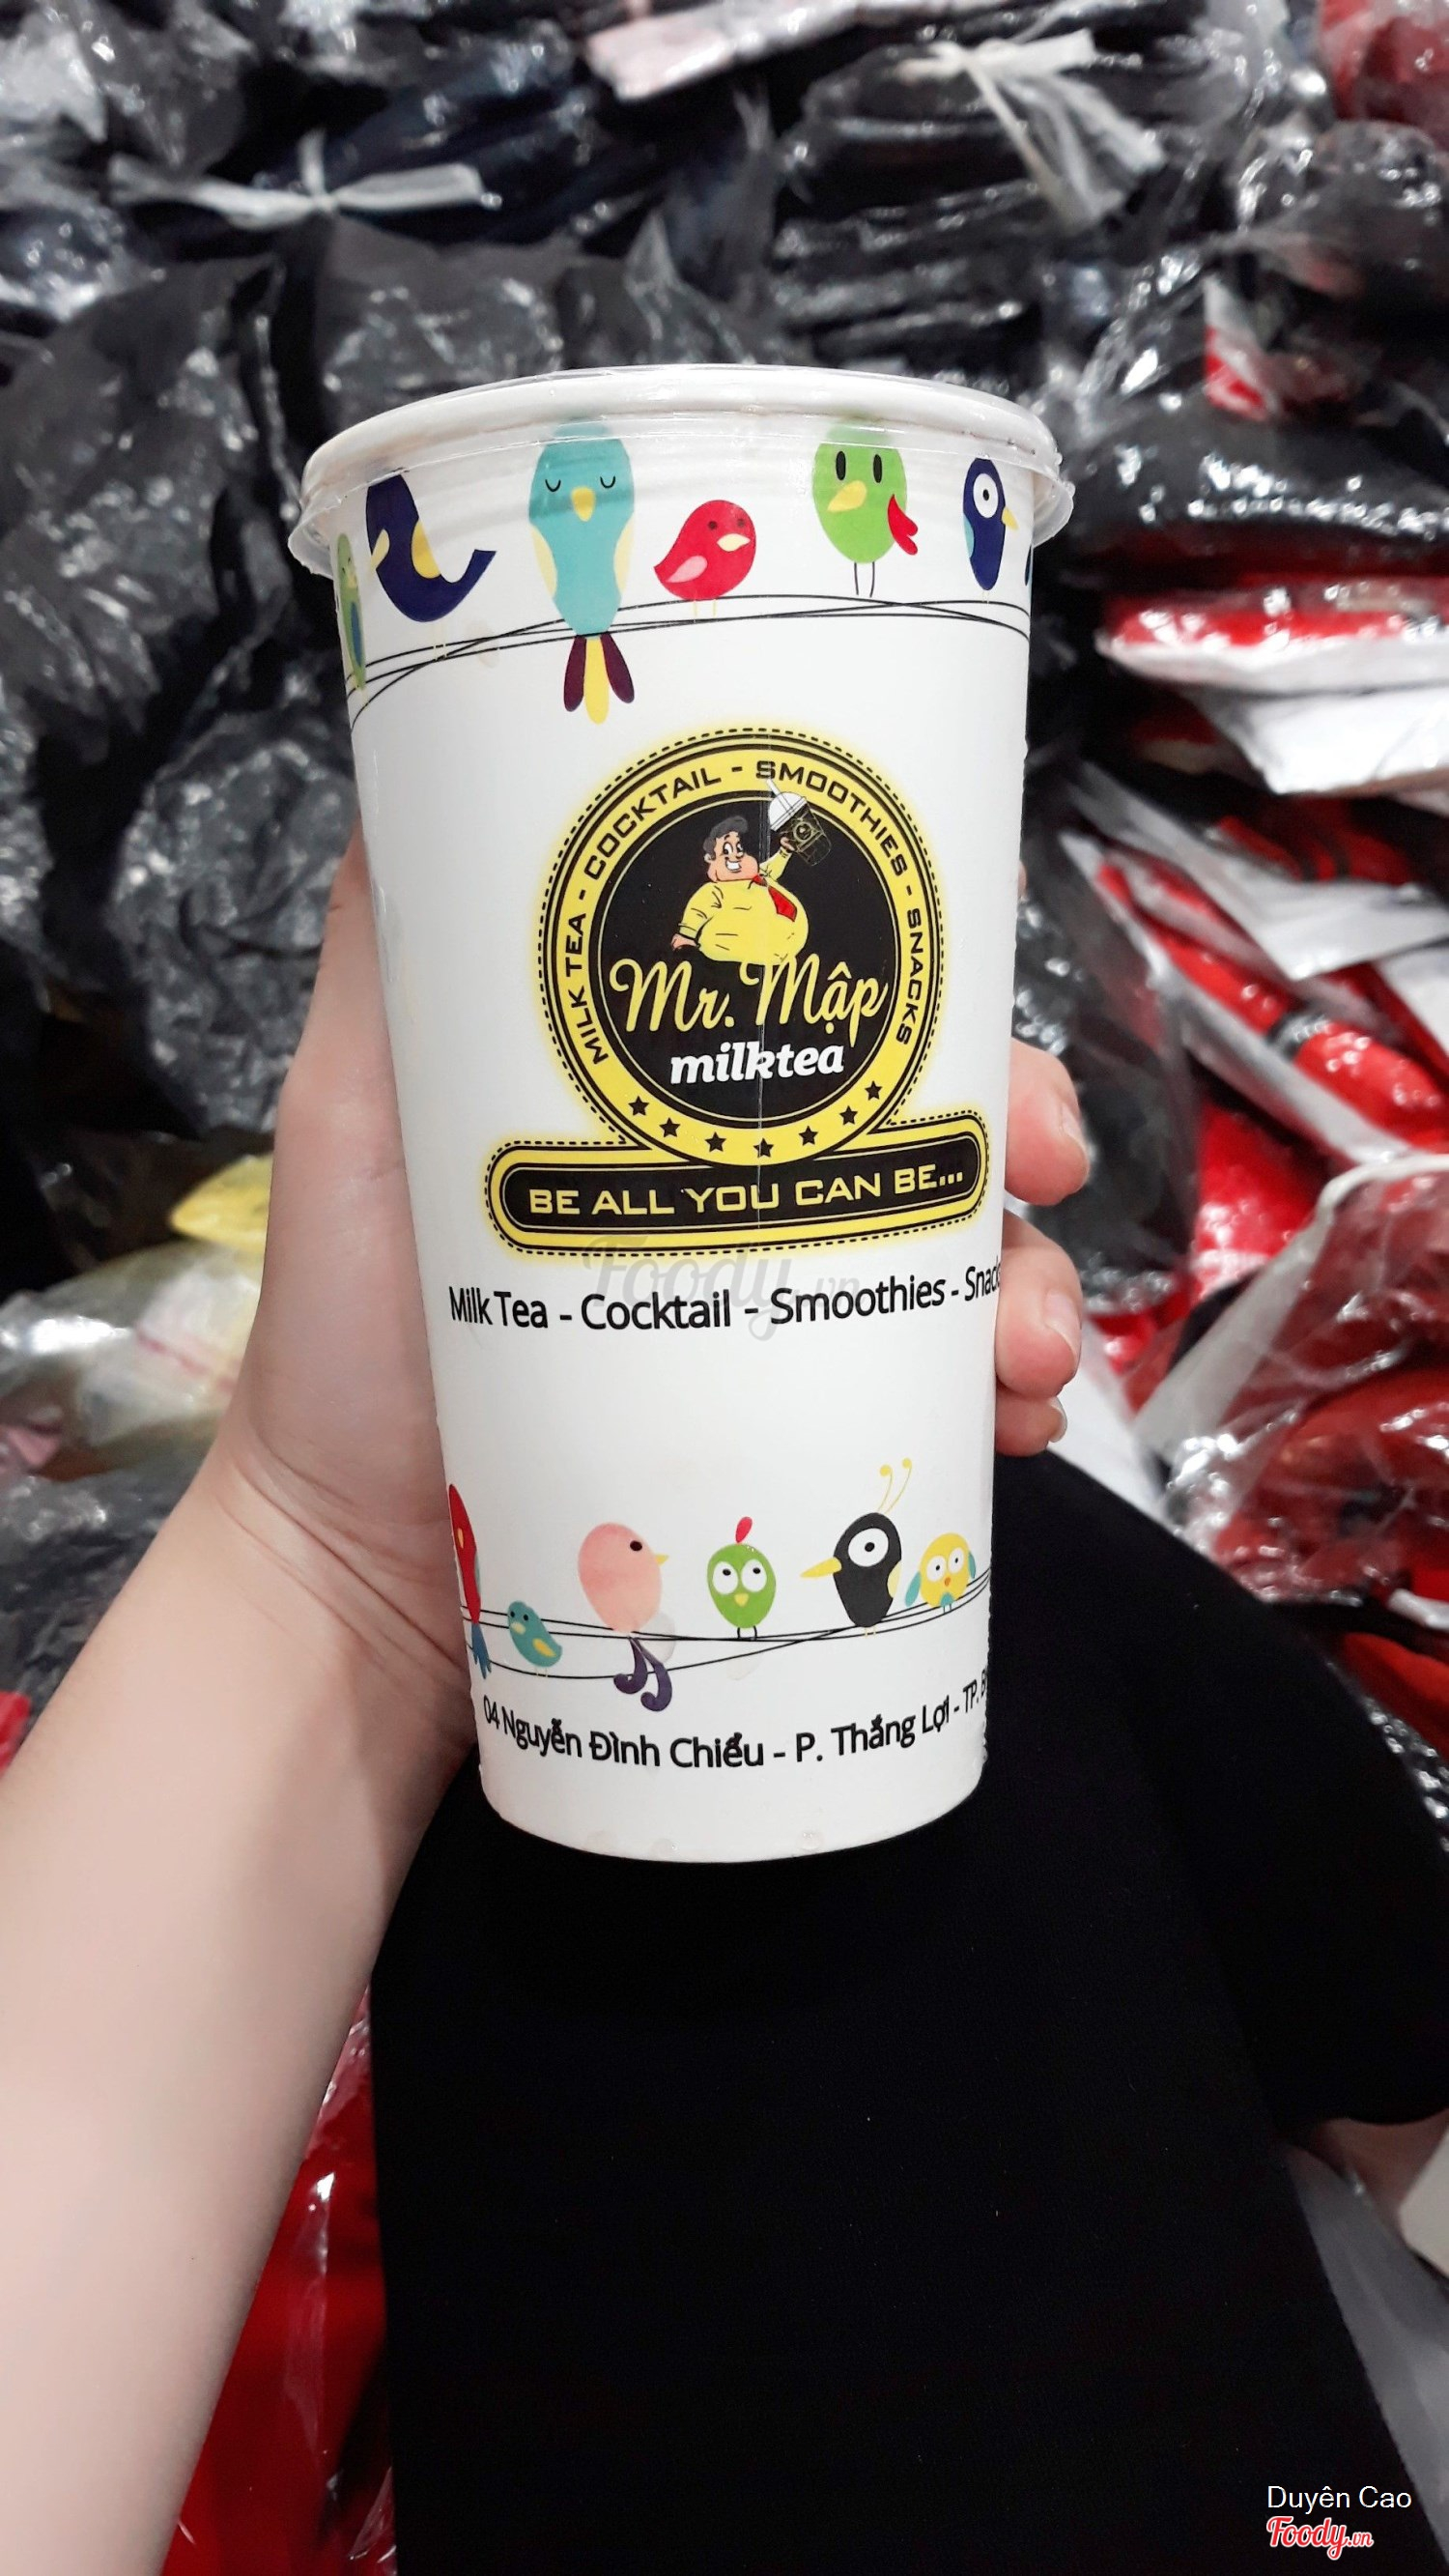 MILK TEA - COCKTAIL - SMOOTHIES - SNACKS
Mr. Mập
milktea
BE ALL YOU CAN BE...
Foody.vn
Milk Tea - Cocktail - Smoothies - Snacks
04 Nguyễn Đình Chiểu - P. Thắng Lợi - TP.
Duyên Cao
Foody.vn